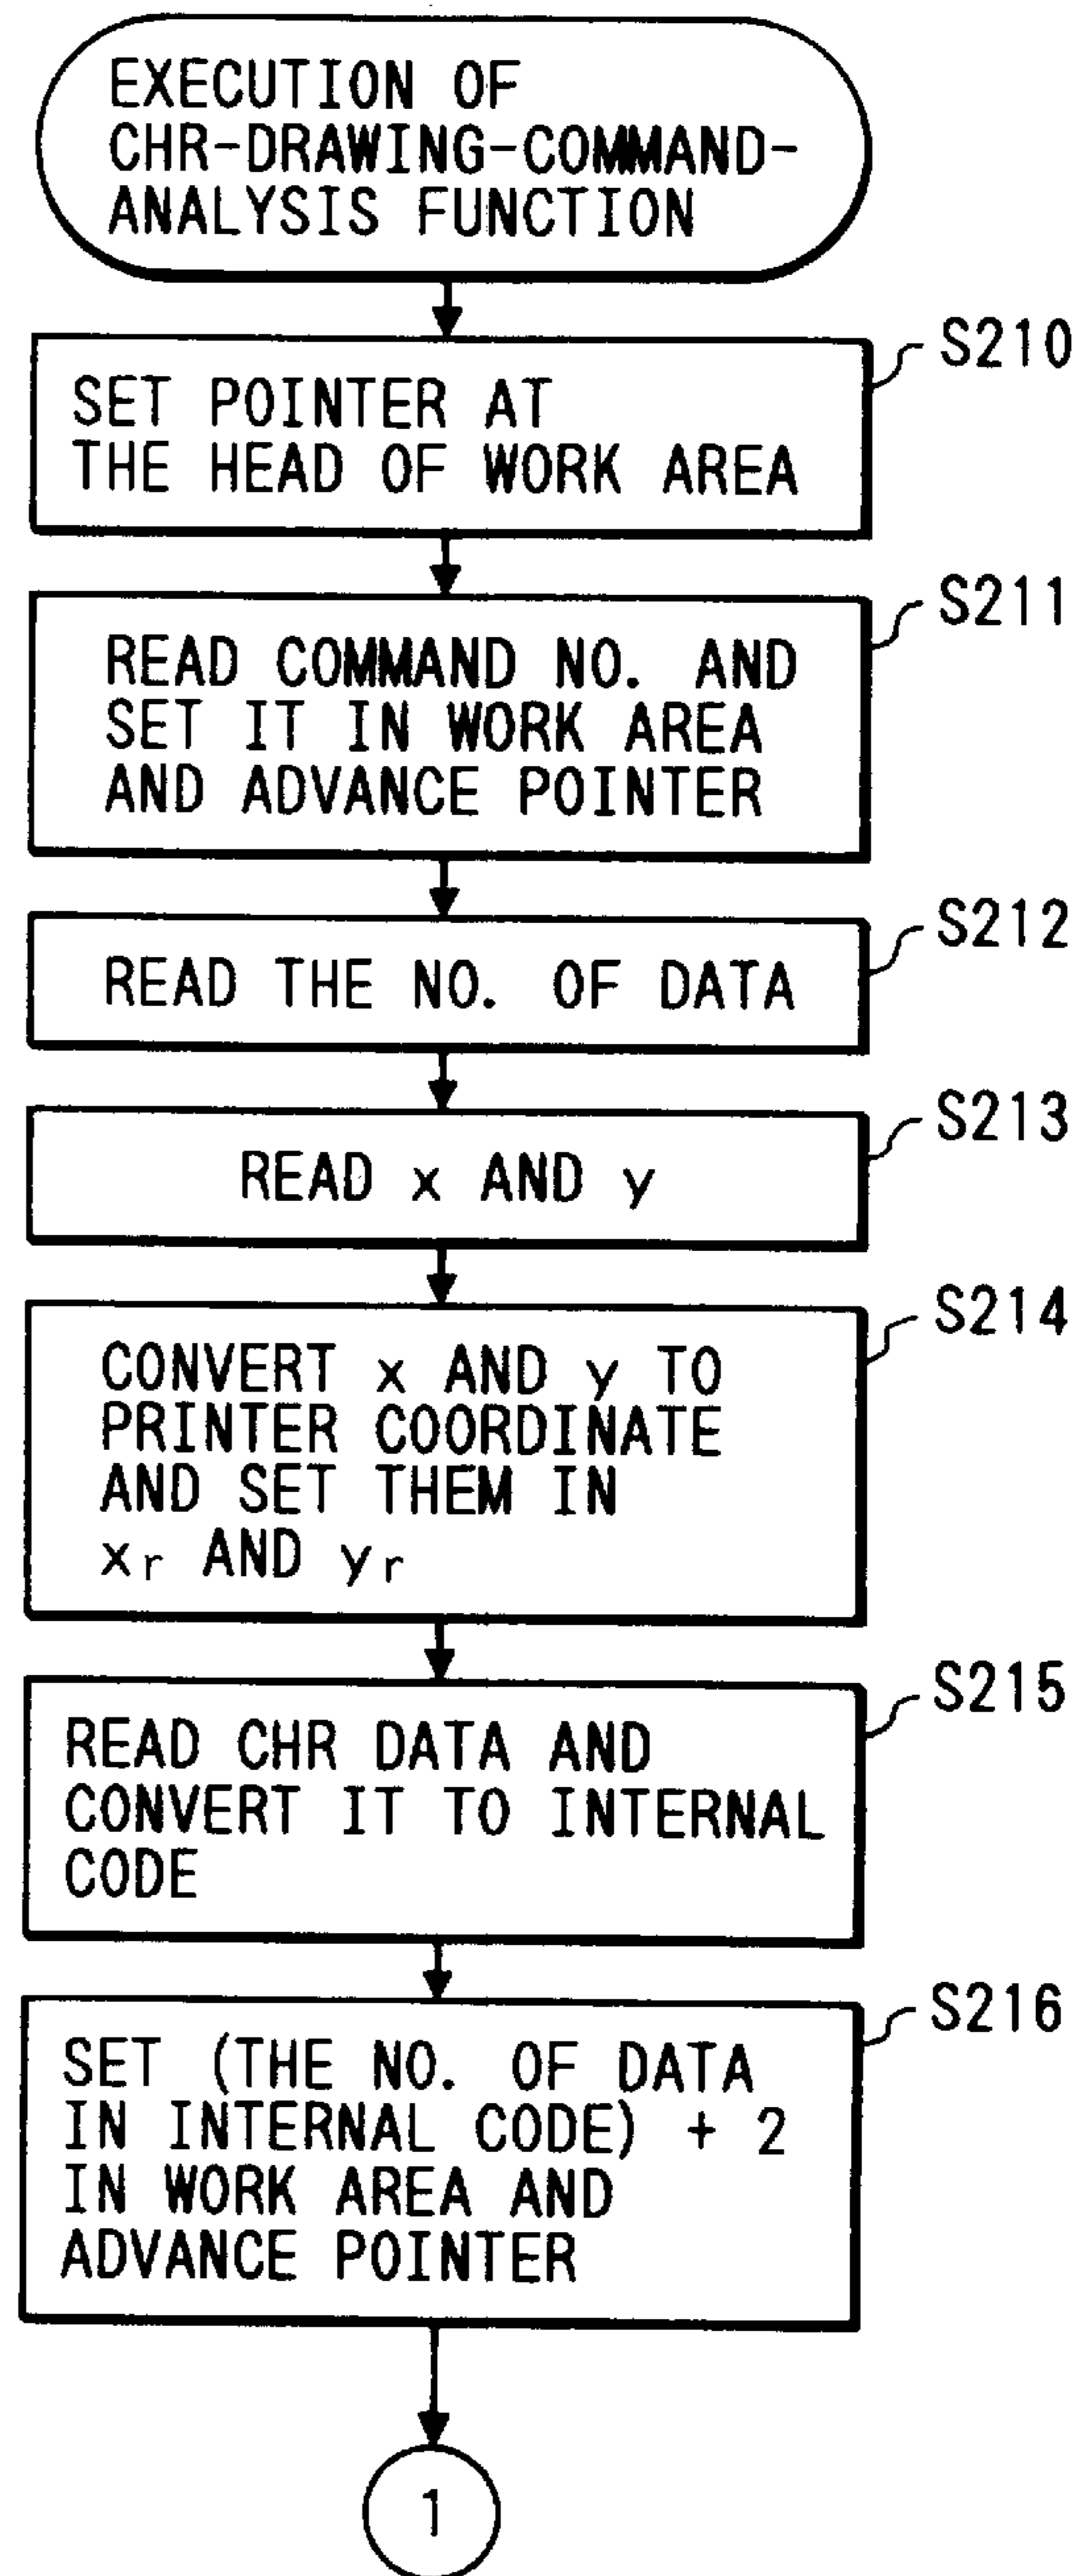 EXECUTION OF
CHR-DRAWING-COMMAND-
ANALYSIS FUNCTION
S210
SET POINTER AT
THE HEAD OF WORK AREA
S211
READ COMMAND NO. AND
SET IT IN WORK AREA
AND ADVANCE POINTER
S212
READ THE NO. OF DATA
S213
READ x AND y
S214
CONVERT x AND y TO
PRINTER COORDINATE
AND SET THEM IN
xr AND yr
S215
READ CHR DATA AND
CONVERT IT TO INTERNAL
CODE
S216
SET (THE NO. OF DATA
IN INTERNAL CODE) + 2
IN WORK AREA AND
ADVANCE POINTER
1